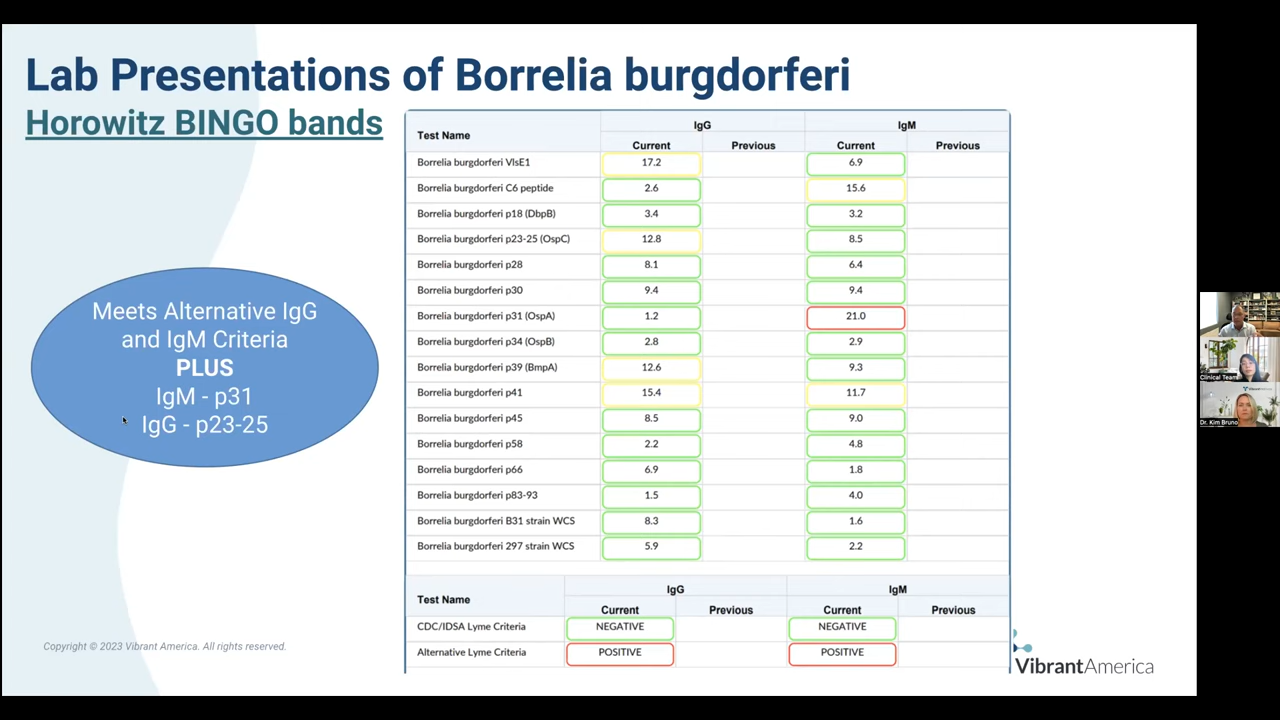 Lab Presentations of Borrelia burgdorferi
Horowitz BINGO bands
Meets Alternative IgG
and IgM Criteria
PLUS
IgM - p31
IgG - p23-25
Test Name IgG IgM
Current Previous Current Previous
Borrelia burgdorferi VlsE1 17.2 6.9
Borrelia burgdorferi C6 peptide 2.6 15.6
Borrelia burgdorferi p18 (DbpB) 3.4 3.2
Borrelia burgdorferi p23-25 (OspC) 12.8 8.5
Borrelia burgdorferi p28 8.1 6.4
Borrelia burgdorferi p30 9.4 9.4
Borrelia burgdorferi p31 (OspA) 1.2 21.0
Borrelia burgdorferi p34 (OspB) 2.8 2.9
Borrelia burgdorferi p39 (BmpA) 12.6 9.3
Borrelia burgdorferi p41 15.4 11.7
Borrelia burgdorferi p45 8.5 9.0
Borrelia burgdorferi p58 2.2 4.8
Borrelia burgdorferi p66 6.9 1.8
Borrelia burgdorferi p83-93 1.5 4.0
Borrelia burgdorferi B31 strain WCS 8.3 1.6
Borrelia burgdorferi 297 strain WCS 5.9 2.2
Test Name IgG IgM
Current Previous Current Previous
CDC/IDSA Lyme Criteria NEGATIVE NEGATIVE
Alternative Lyme Criteria POSITIVE POSITIVE
Copyright © 2023 Vibrant America. All rights reserved.
VibrantAmerica
Clinical Team
Dr. Kim Bruno